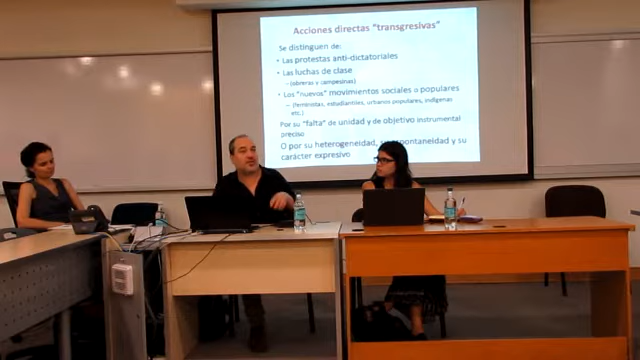 Acciones directas "transgresivas"
Se distinguen de:
• Las protestas anti-dictatoriales
• Las luchas de clase
– (obreras y campesinas)
• Los "nuevos" movimientos sociales o populares
– (feministas, estudiantiles, urbanos populares, indígenas
etc.)
Por su "falta" de unidad y de objetivo instrumental
preciso
O por su heterogeneidad, espontaneidad y su
carácter expresivo